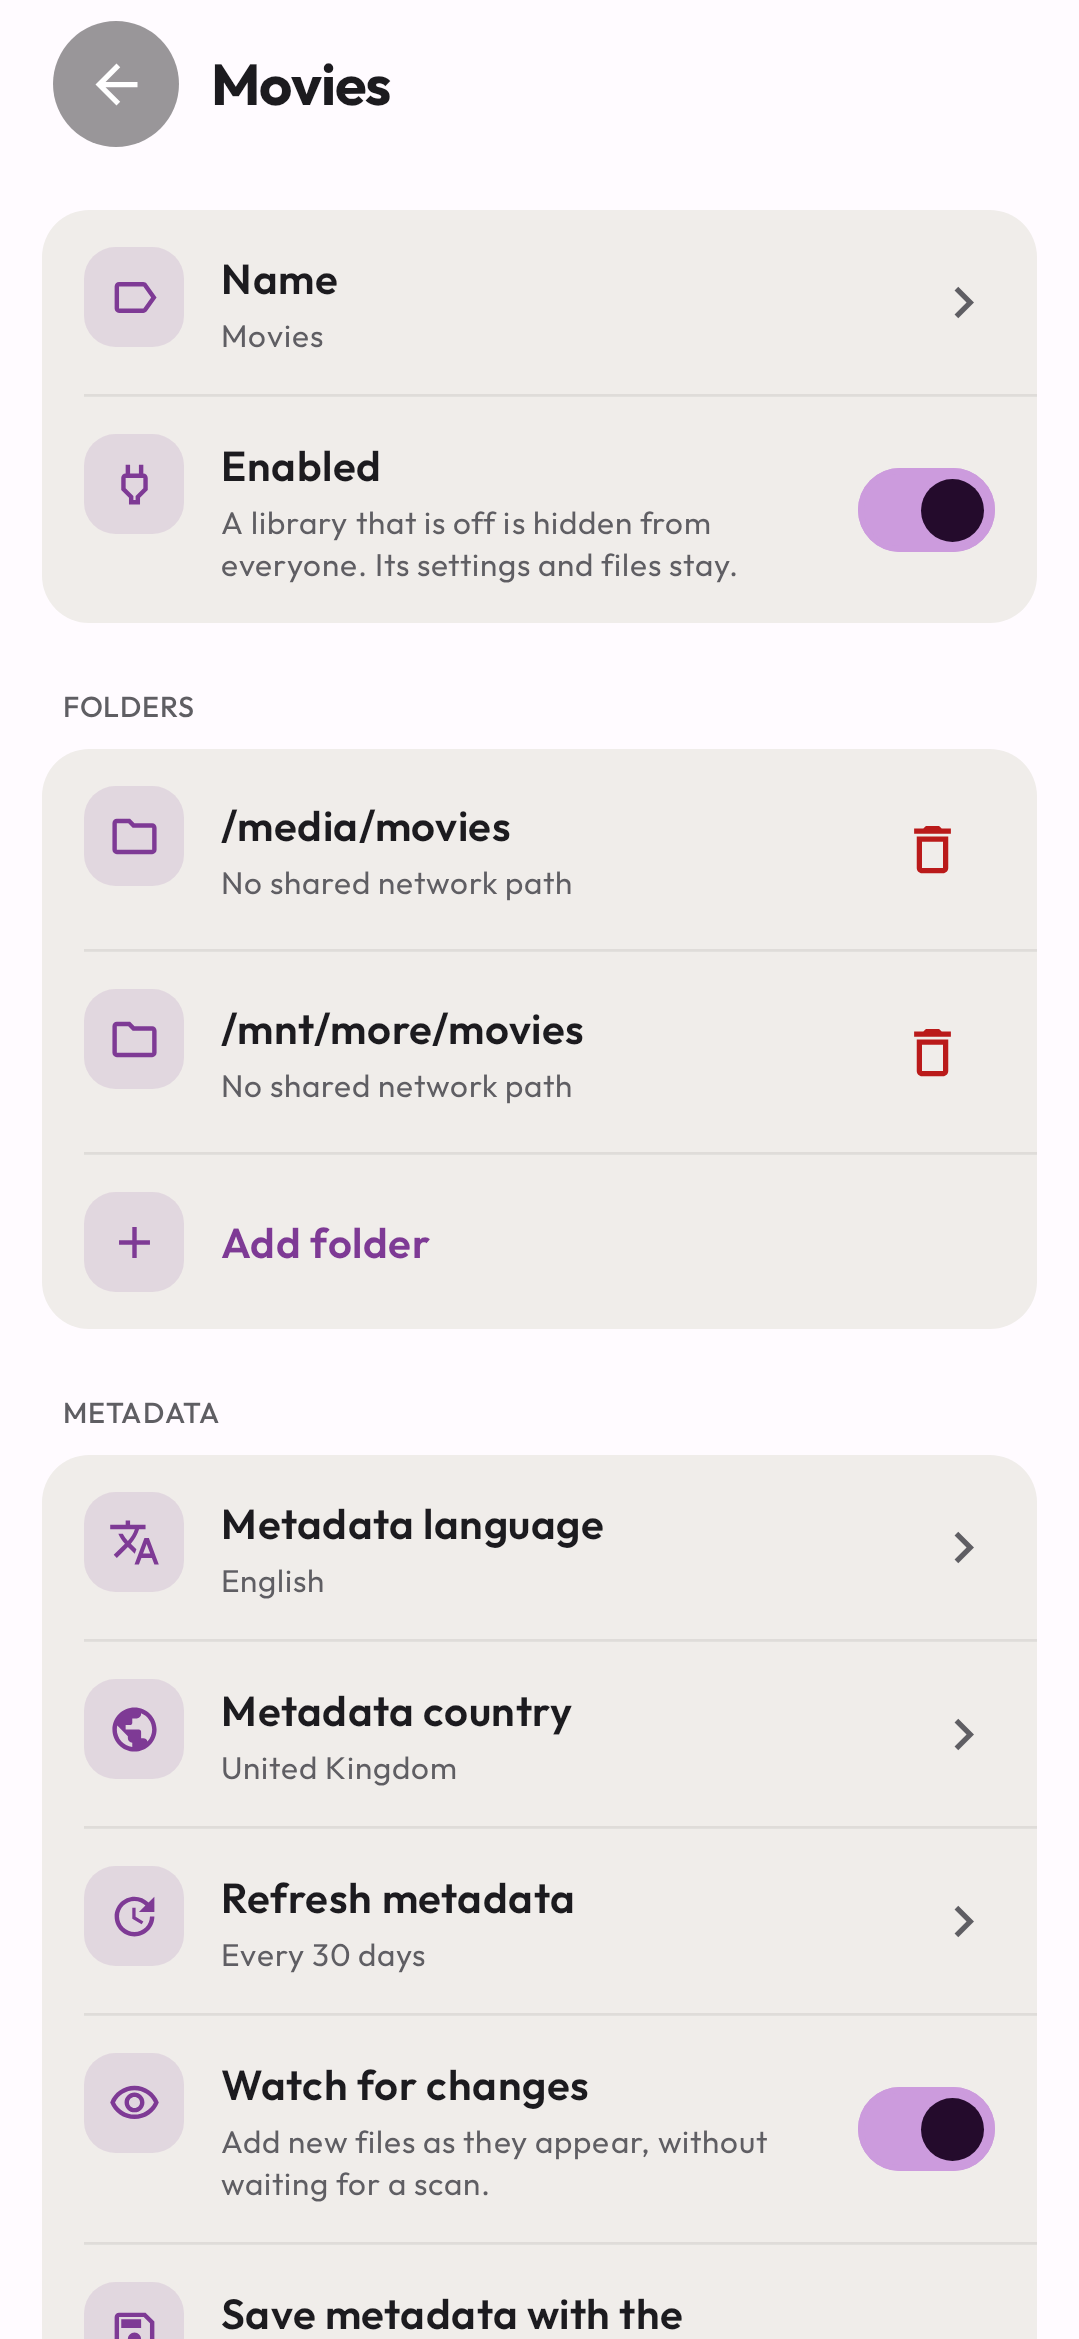 Movies
Name
Movies
Enabled
A library that is off is hidden from
everyone. Its settings and files stay.
FOLDERS
/media/movies
No shared network path
/mnt/more/movies
No shared network path
Add folder
METADATA
Metadata language
English
Metadata country
United Kingdom
Refresh metadata
Every 30 days
Watch for changes
Add new files as they appear, without
waiting for a scan.
Save metadata with the